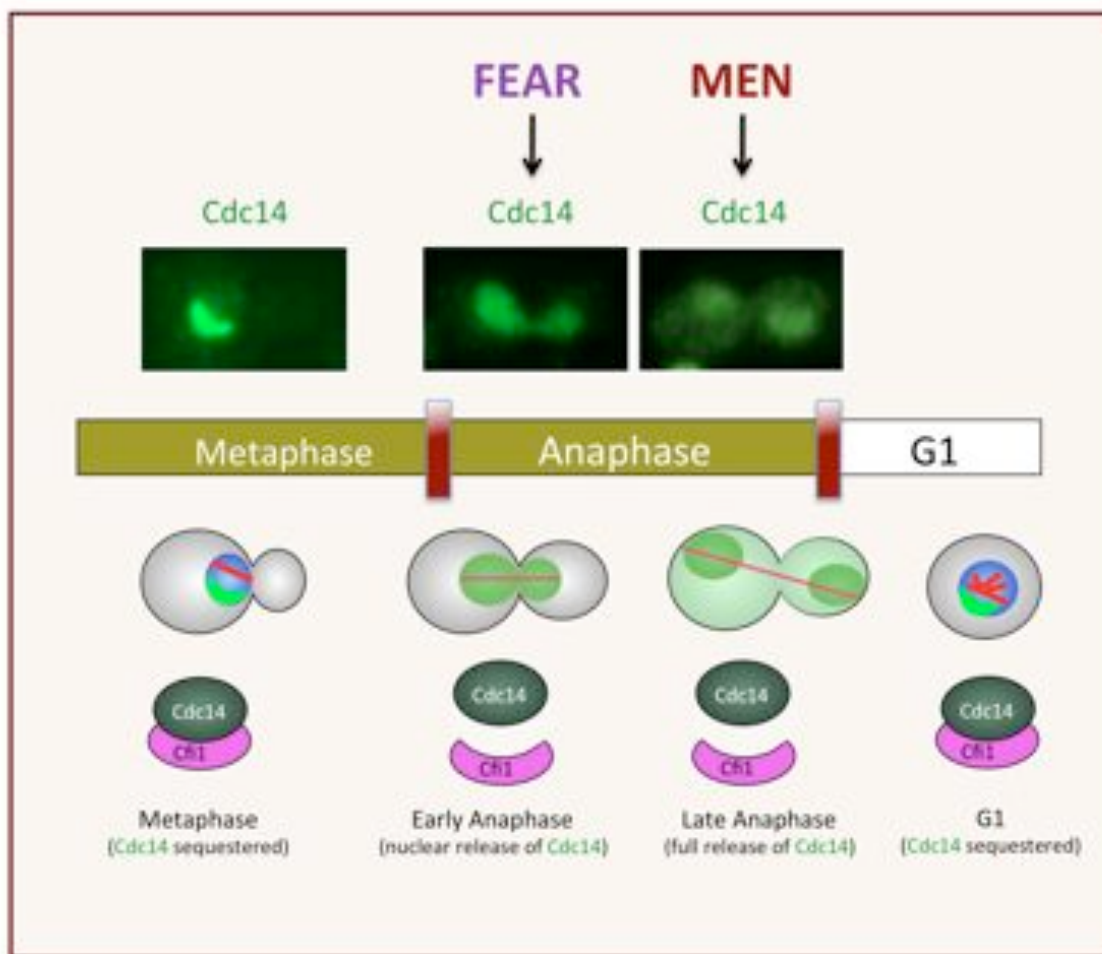 FEAR MEN
Cdc14 Cdc14 Cdc14
Metaphase Anaphase G1
Cdc14 Cdc14 Cdc14 Cdc14
Cfi1 Cfi1 Cfi1 Cfi1
Metaphase Early Anaphase Late Anaphase G1
(Cdc14 sequestered) (nuclear release of Cdc14) (full release of Cdc14) (Cdc14 sequestered)